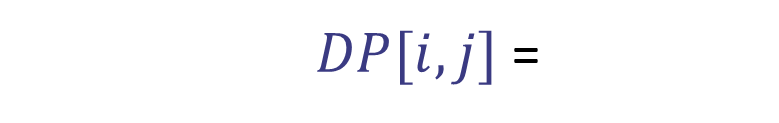 DP[i,j] =